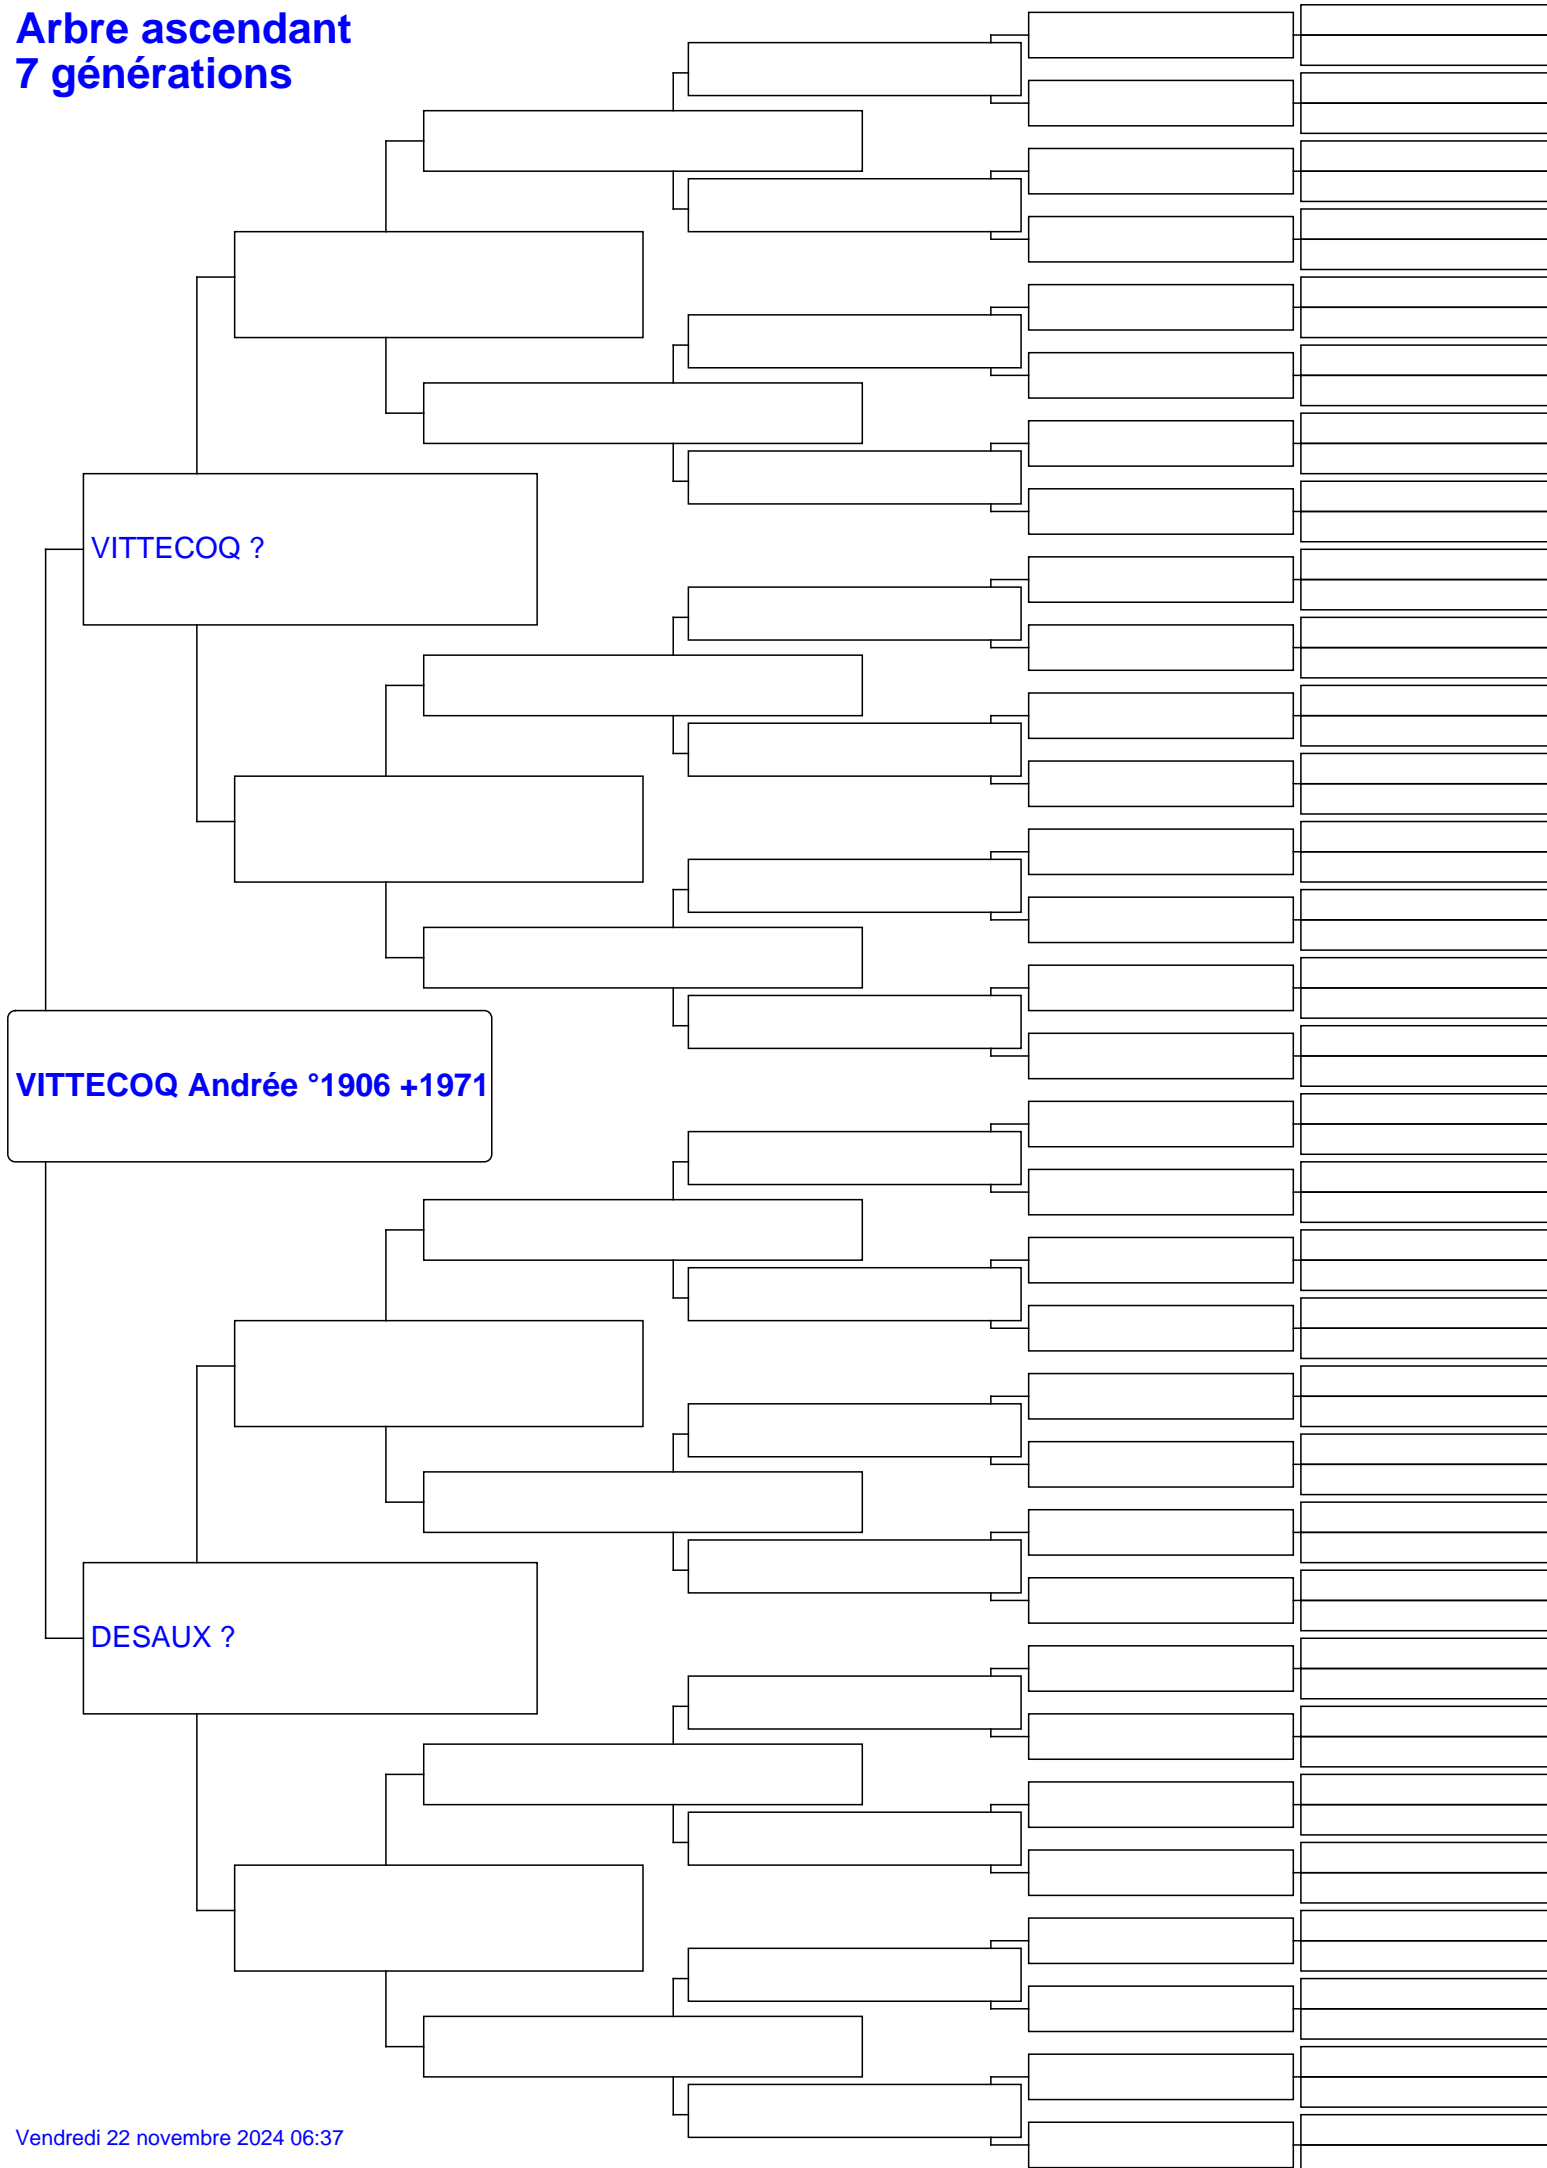 Arbre ascendant
7 générations
VITTECOQ ?
VITTECOQ Andrée °1906 +1971
DESAUX ?
Vendredi 22 novembre 2024 06:37